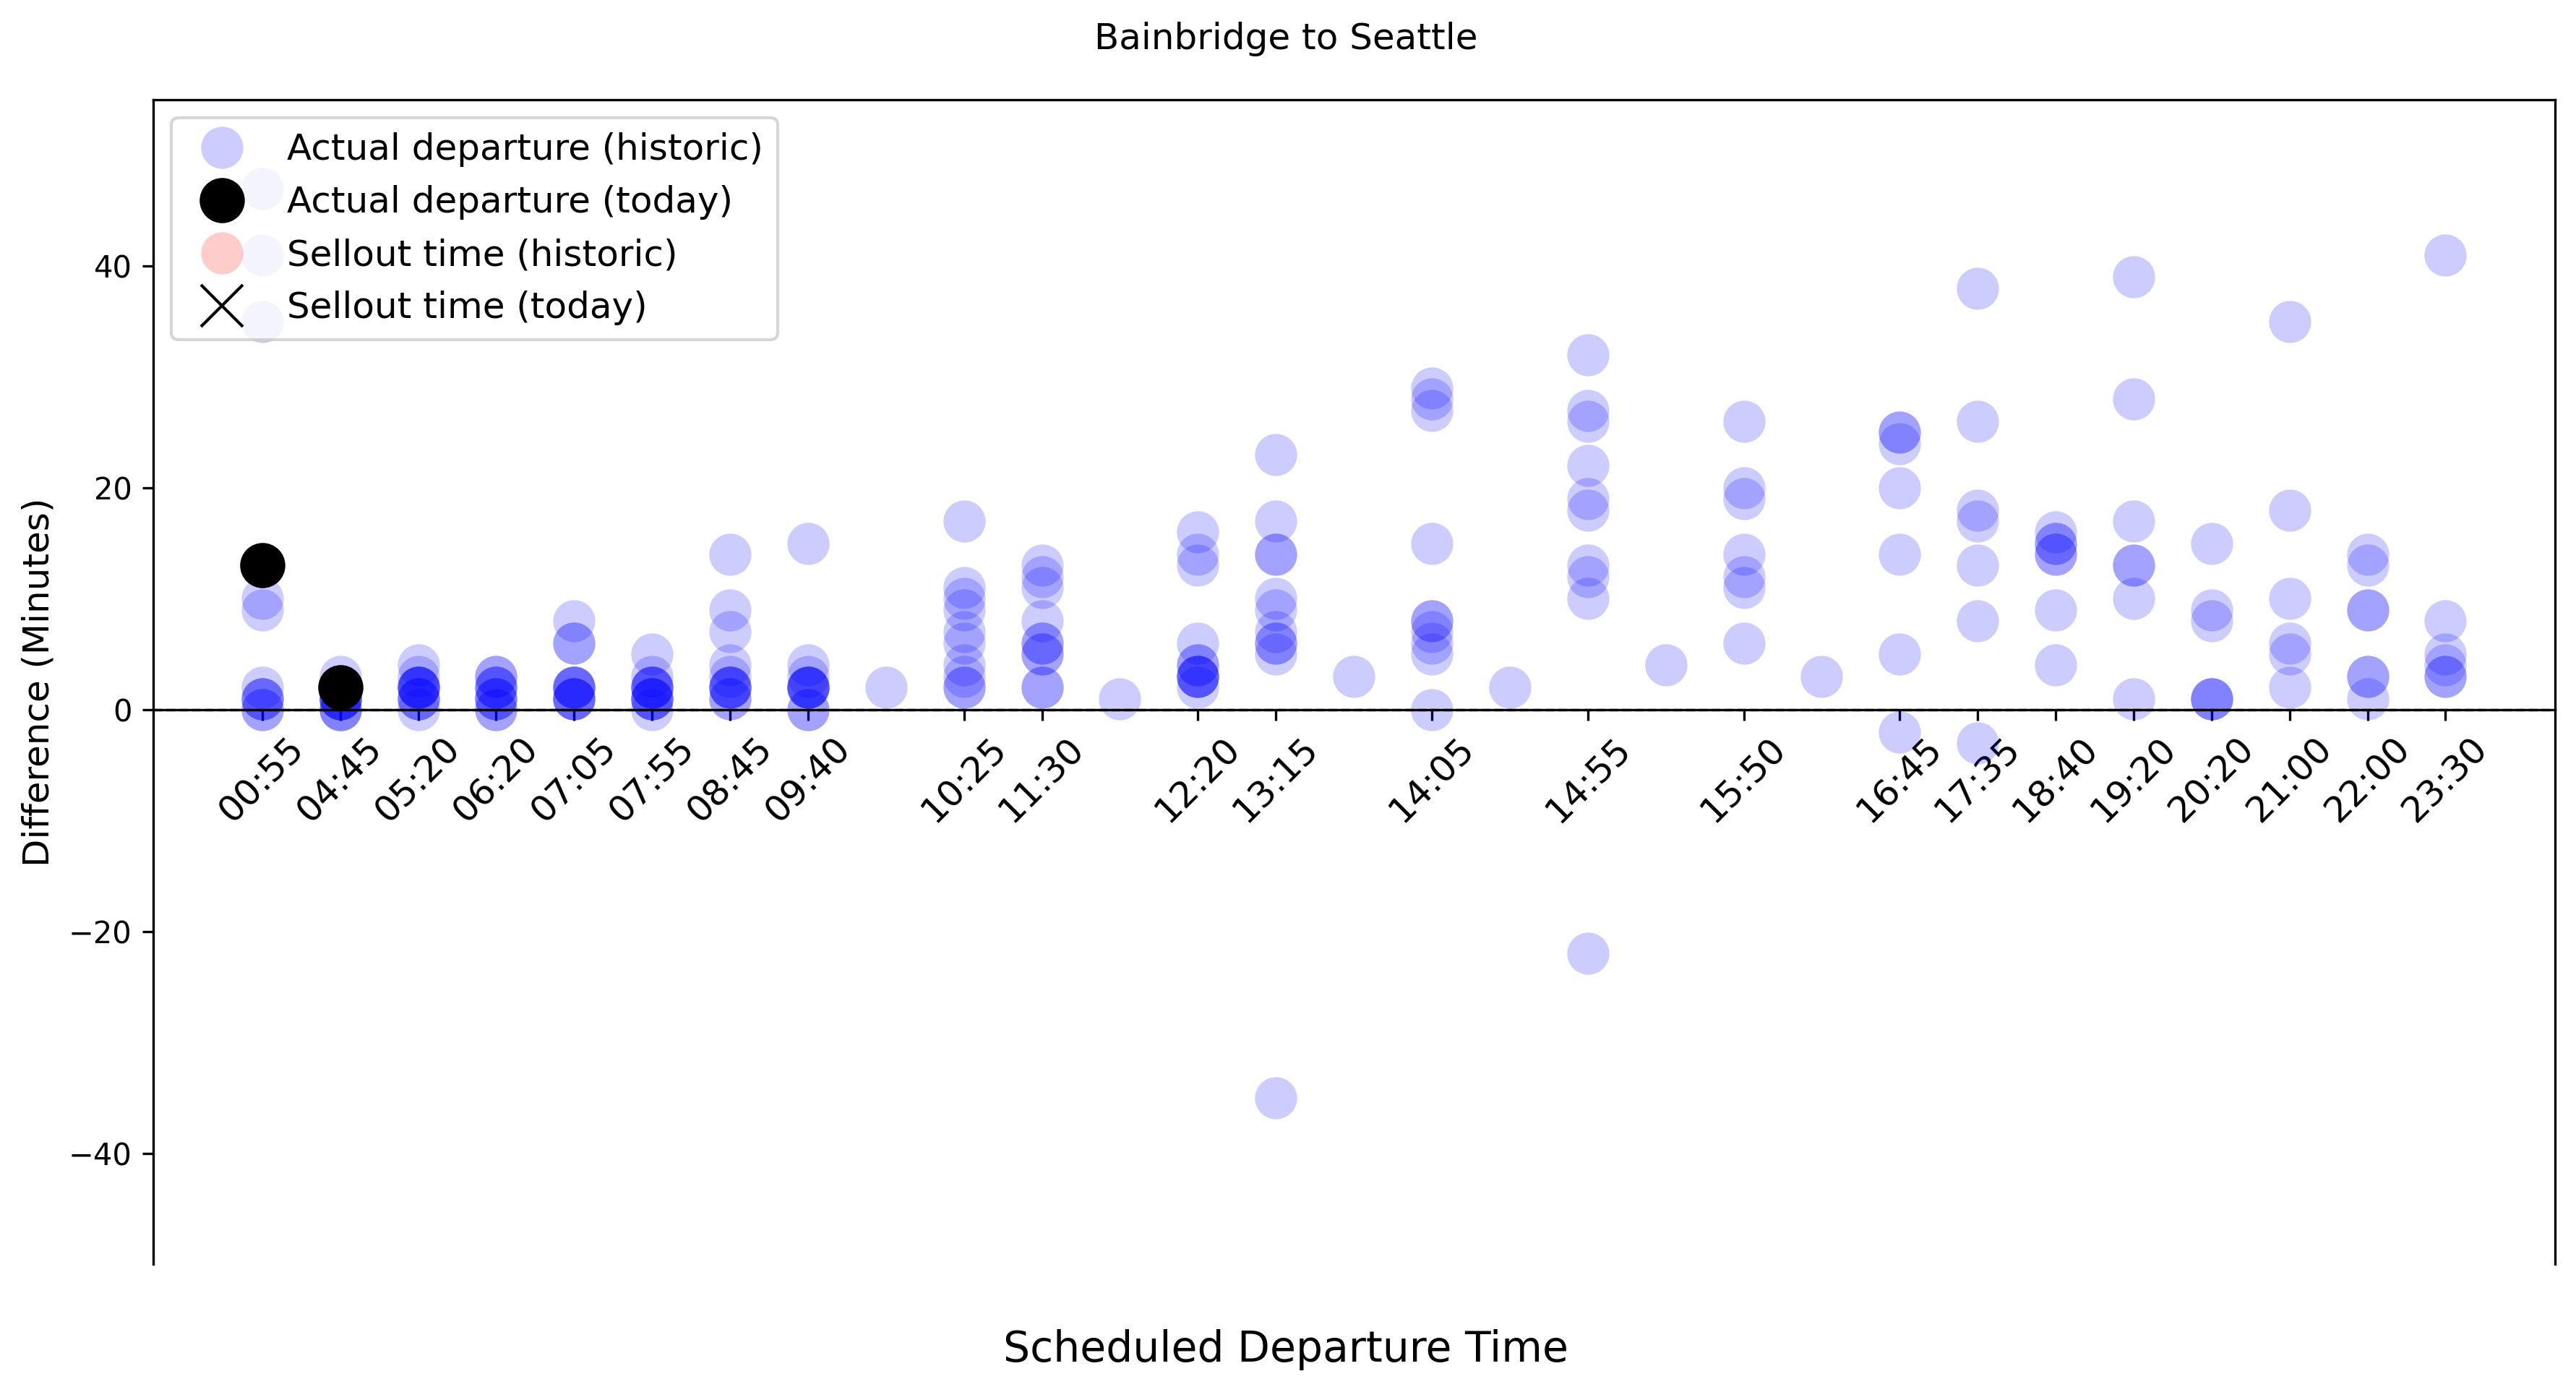 Bainbridge to Seattle
Actual departure (historic)
Actual departure (today)
Sellout time (historic)
Sellout time (today)
Difference (Minutes)
40
20
0
−20
−40
00:55 04:45 05:20 06:20 07:05 07:55 08:45 09:40 10:25 11:30 12:20 13:15 14:05 14:55 15:50 16:45 17:35 18:40 19:20 20:20 21:00 22:00 23:30
Scheduled Departure Time